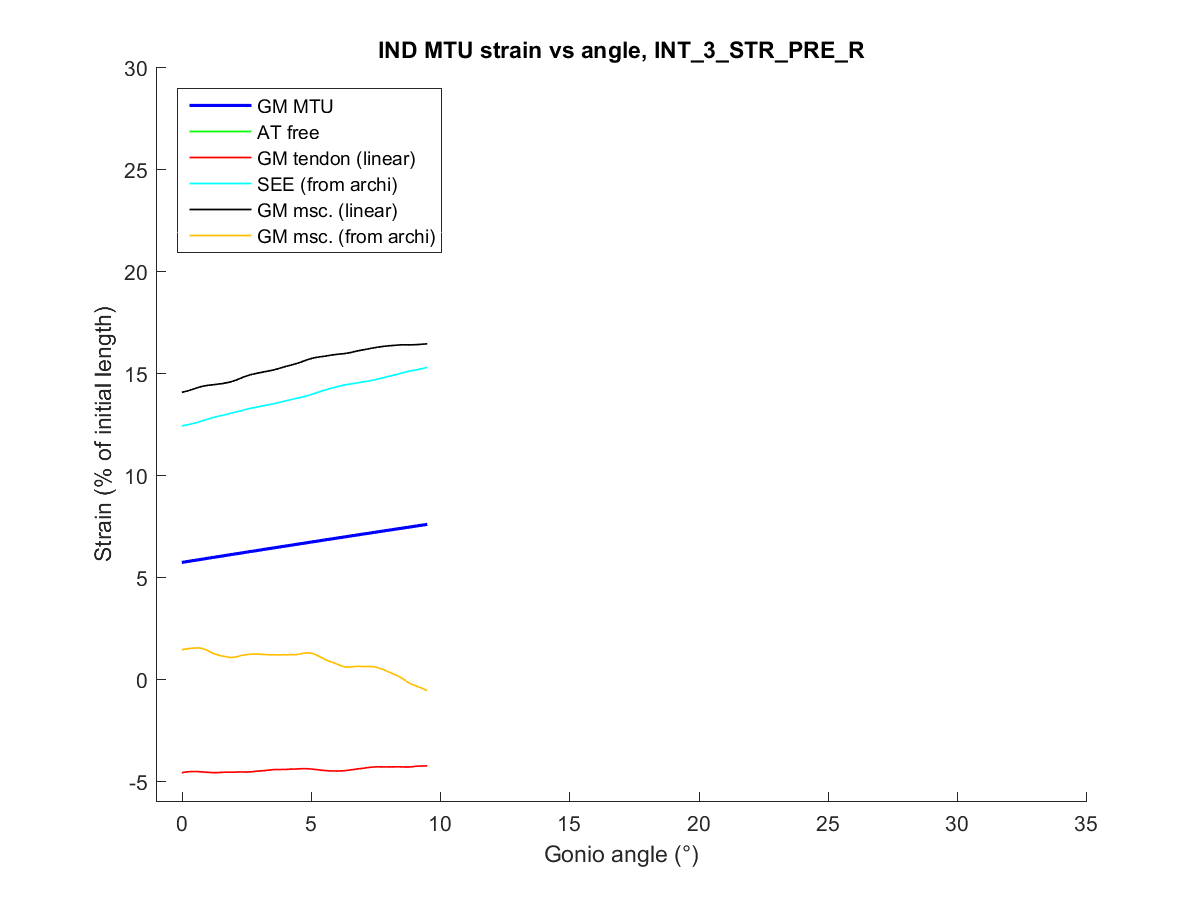 IND MTU strain vs angle, INT_3_STR_PRE_R
30
25
20
15
10
5
0
-5
Strain (% of initial length)
GM MTU
AT free
GM tendon (linear)
SEE (from archi)
GM msc. (linear)
GM msc. (from archi)
0 5 10 15 20 25 30 35
Gonio angle (°)